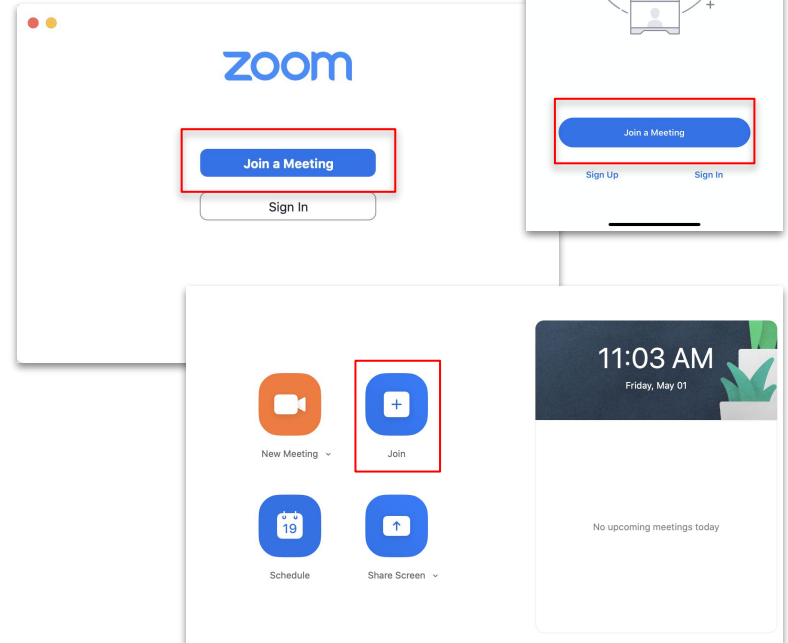 zoom
Join a Meeting
Sign In
Join a Meeting
Sign Up Sign In
New Meeting
Join
19
Schedule
Share Screen
11:03 AM
Friday, May 01
No upcoming meetings today